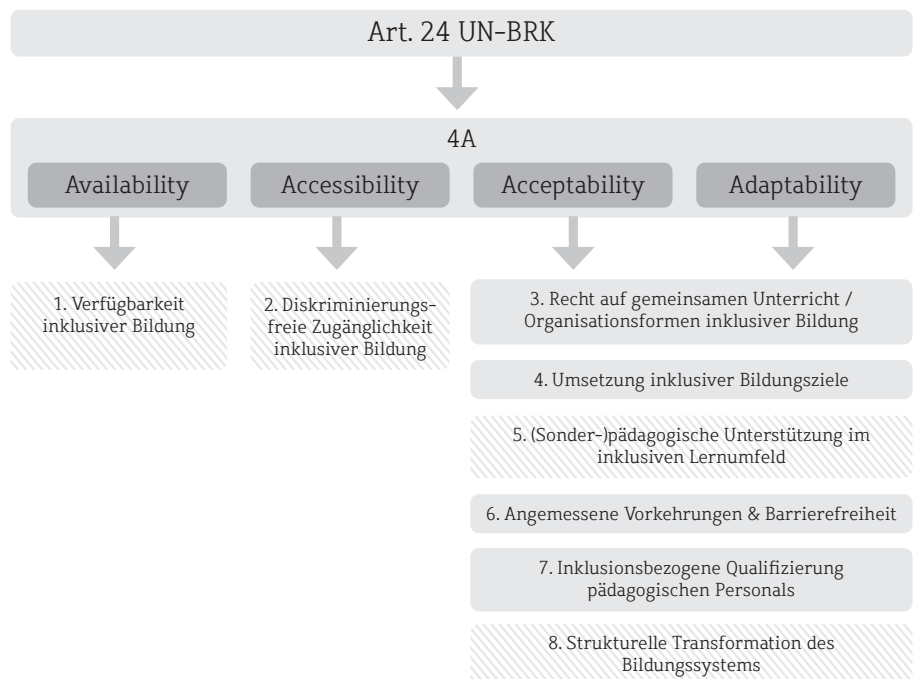 Art. 24 UN-BRK
4A
Availability
Accessibility
Acceptability
Adaptability
1. Verfügbarkeit
inklusiver Bildung
2. Diskriminierungs-
freie Zugänglichkeit
inklusiver Bildung
3. Recht auf gemeinsamen Unterricht /
Organisationsformen inklusiver Bildung
4. Umsetzung inklusiver Bildungsziele
5. (Sonder-)pädagogische Unterstützung im
inklusiven Lernumfeld
6. Angemessene Vorkehrungen & Barrierefreiheit
7. Inklusionsbezogene Qualifizierung
pädagogischen Personals
8. Strukturelle Transformation des
Bildungssystems